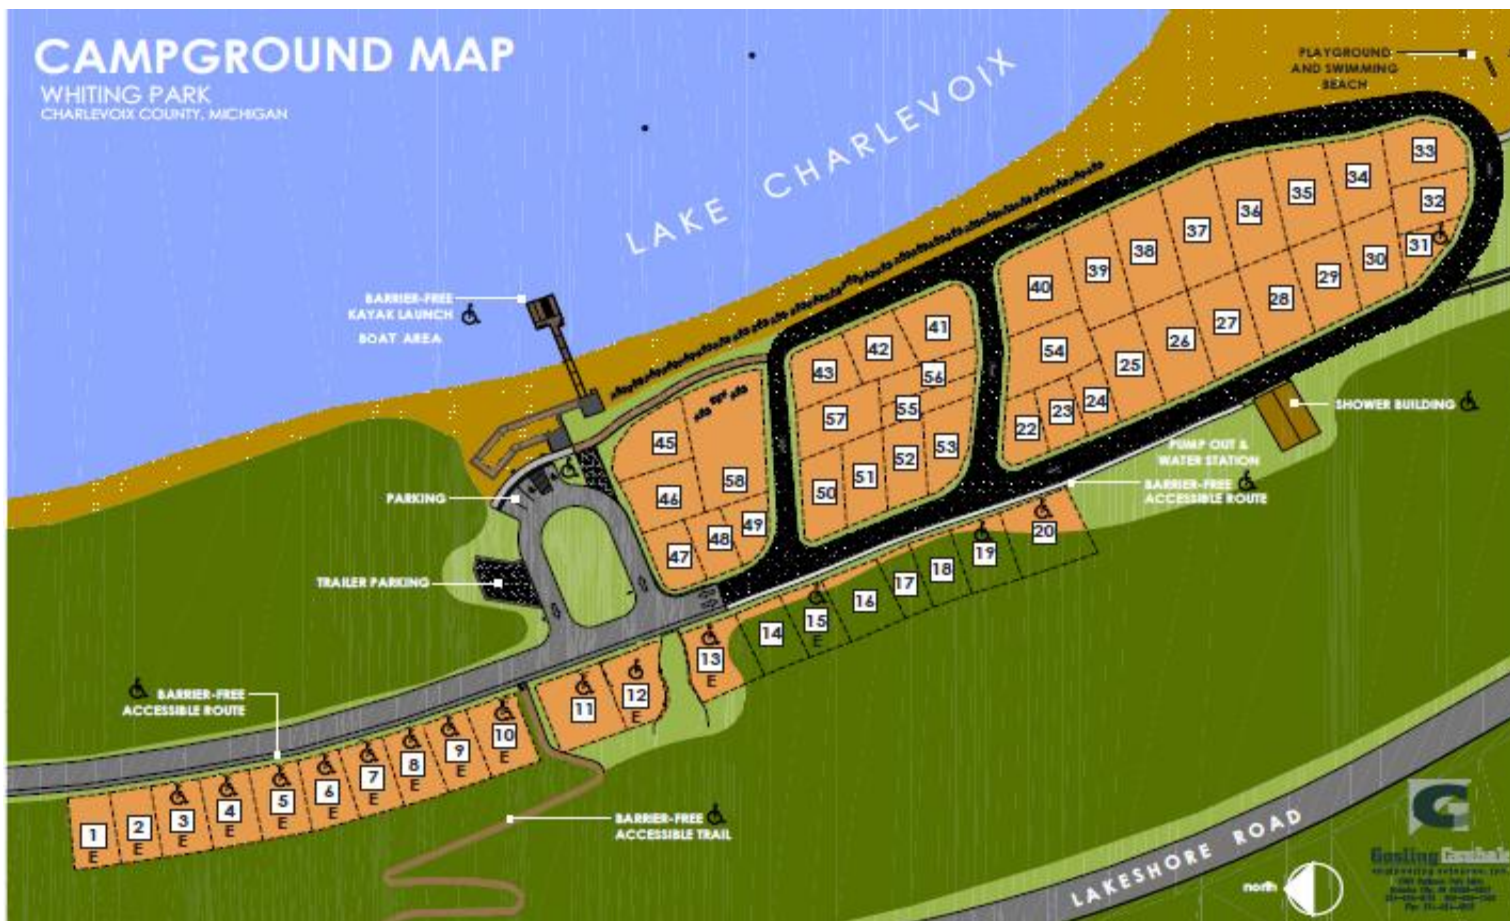 CAMPGROUND MAP
WHITING PARK
CHARLEVOIX COUNTY, MICHIGAN
LAKE CHARLEVOIX
PLAYGROUND
AND SWIMMING
BEACH
33
34
35
32
36
31
37
30
38
29
39
28
40
27
26
54
25
24
23
22
BARRIER-FREE
KAYAK LAUNCH
BOAT AREA
41
42
43
56
55
57
53
52
51
50
45
58
46
49
48
47
SHOWER BUILDING
PUMP OUT &
WATER STATION
BARRIER-FREE
ACCESSIBLE ROUTE
PARKING
TRAILER PARKING
20
19
18
17
16
15
E
14
13
E
12
E
11
BARRIER-FREE
ACCESSIBLE ROUTE
10
E
9
E
8
E
7
E
6
E
5
E
4
E
3
E
2
E
1
E
BARRIER-FREE
ACCESSIBLE TRAIL
LAKESHORE ROAD
north
G